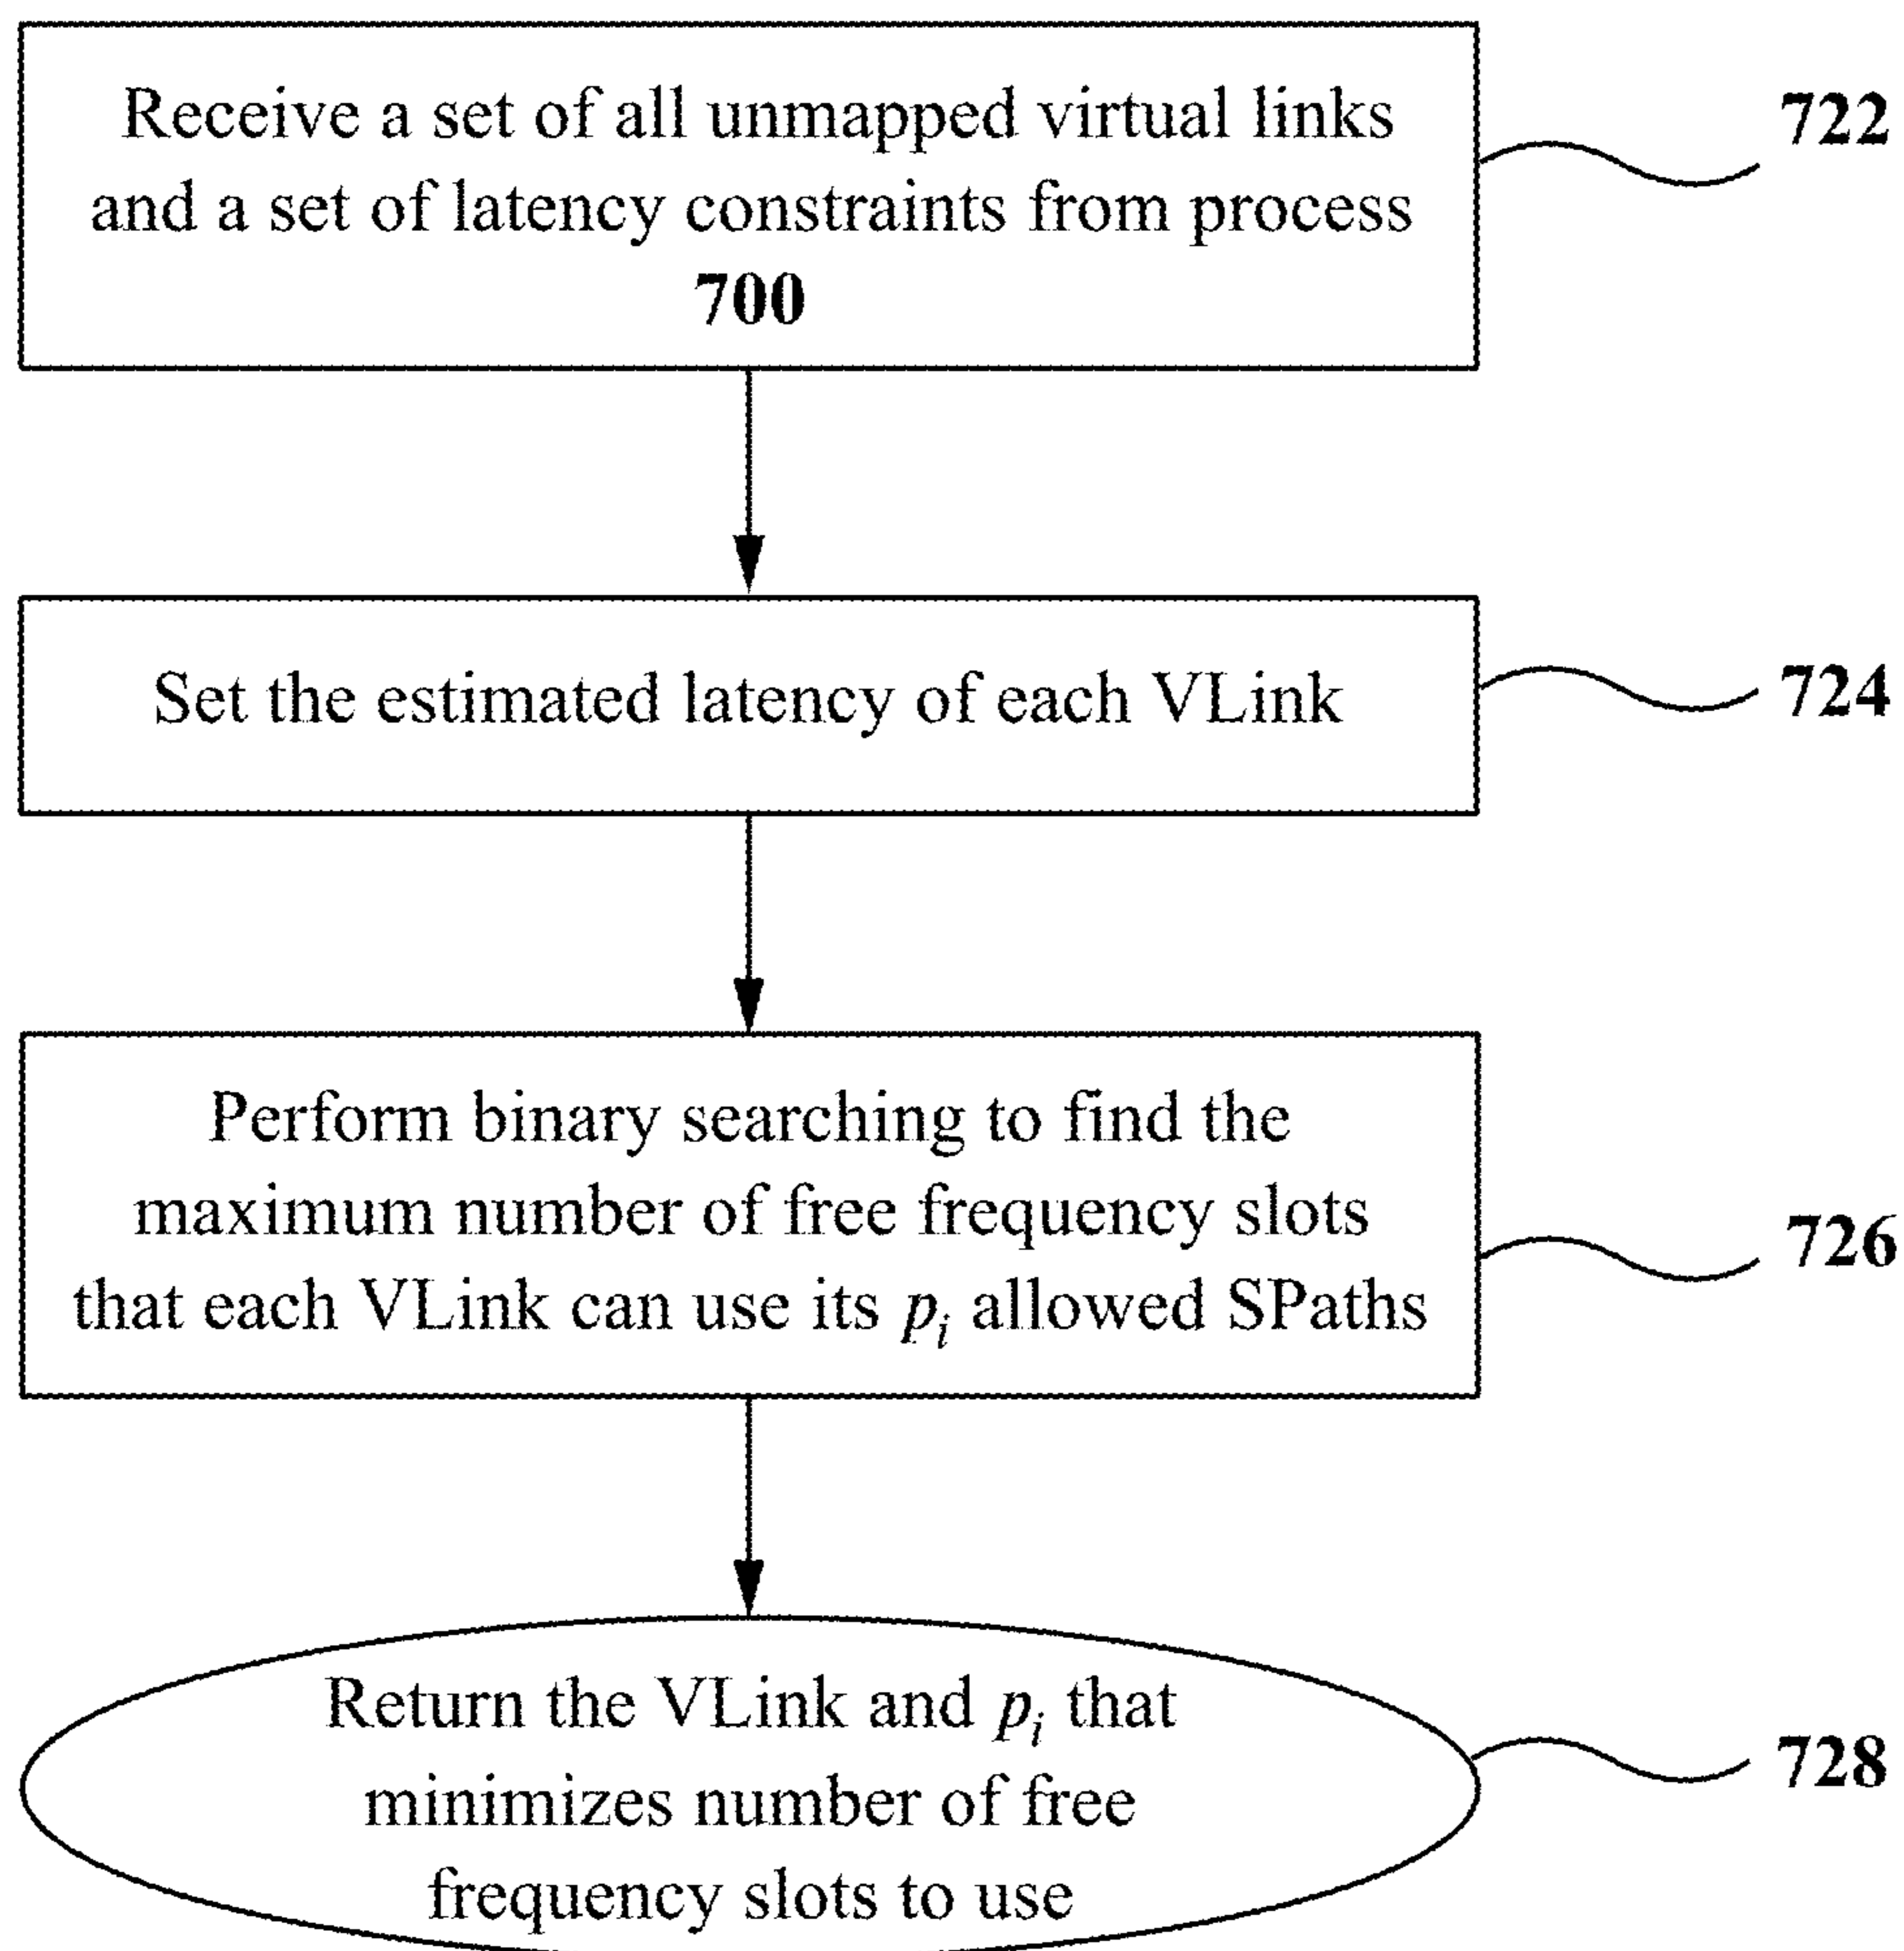 Receive a set of all unmapped virtual links
and a set of latency constraints from process
700
722
Set the estimated latency of each VLink
724
Perform binary searching to find the
maximum number of free frequency slots
that each VLink can use its pᵢ allowed SPaths
726
Return the VLink and pᵢ that
minimizes number of free
frequency slots to use
728